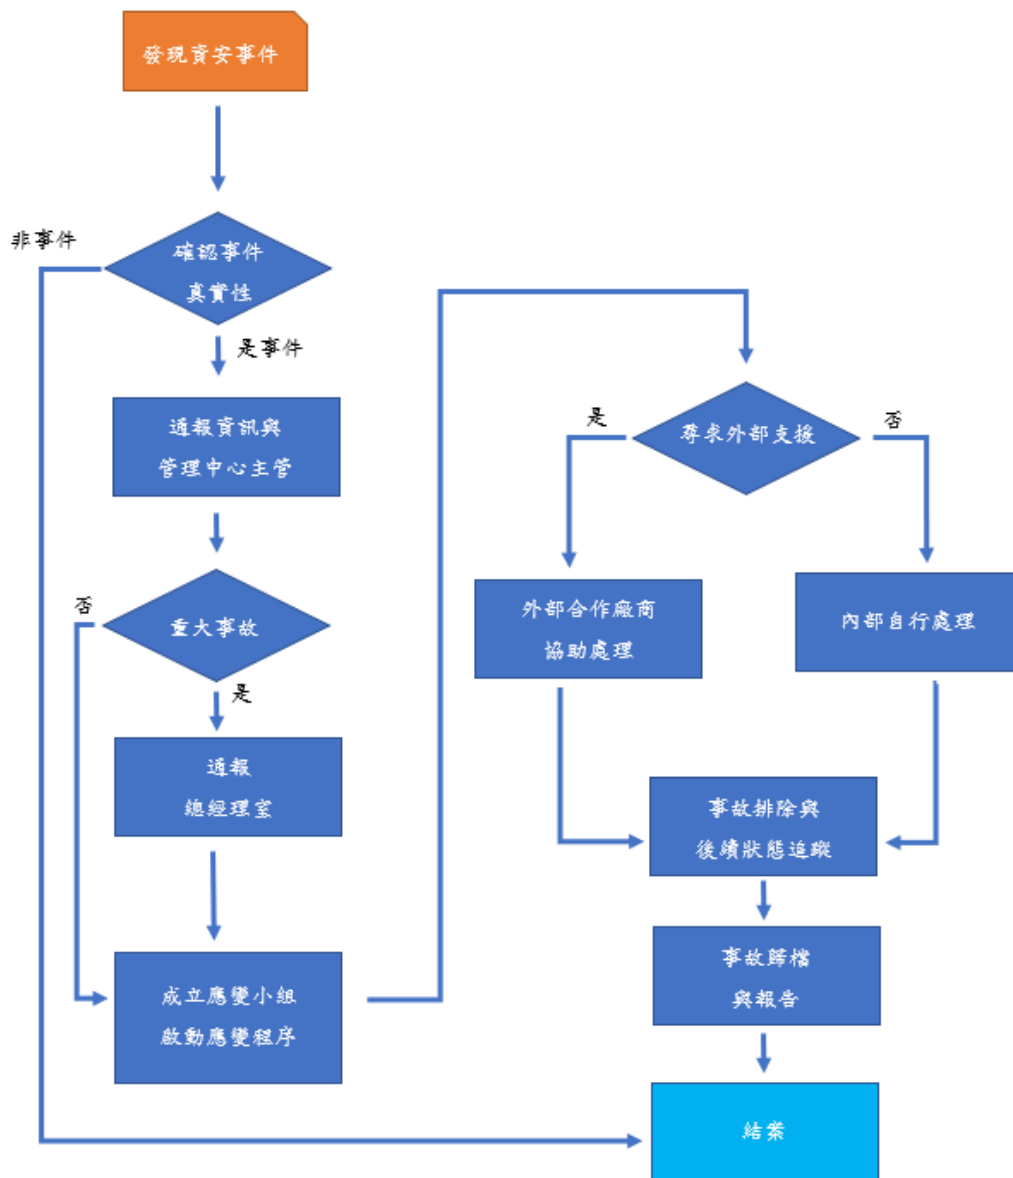 發現資安事件
非事件
確認事件
真實性
是事件
通報資訊與
管理中心主管
否
重大事故
是
通報
總經理室
成立應變小組
啟動應變程序
是
尋求外部支援
否
外部合作廠商
協助處理
內部自行處理
事故排除與
後續狀態追蹤
事故歸檔
與報告
結案